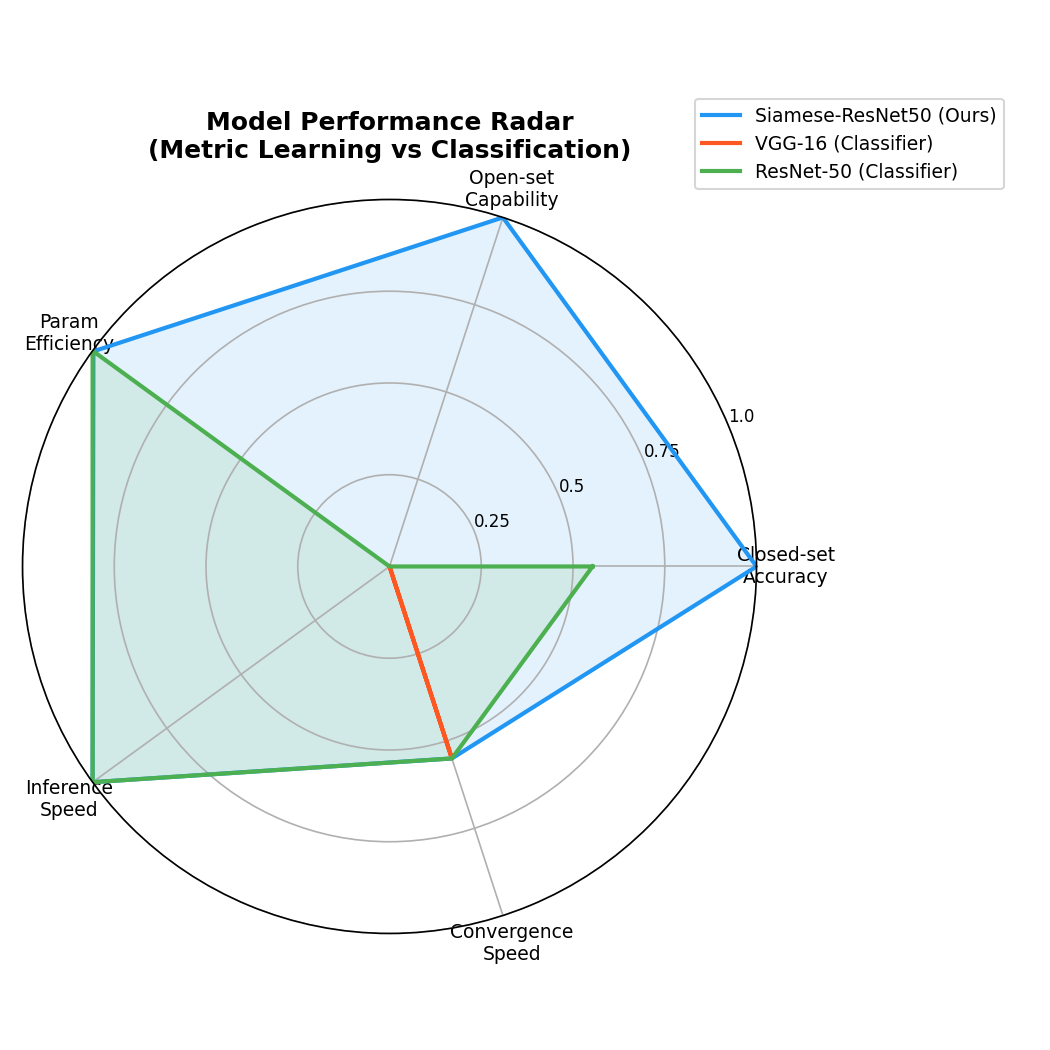 Model Performance Radar
(Metric Learning vs Classification)
Siamese-ResNet50 (Ours)
VGG-16 (Classifier)
ResNet-50 (Classifier)
Open-set
Capability
Param
Efficiency
1.0
0.75
0.5
0.25
Closed-set
Accuracy
Inference
Speed
Convergence
Speed